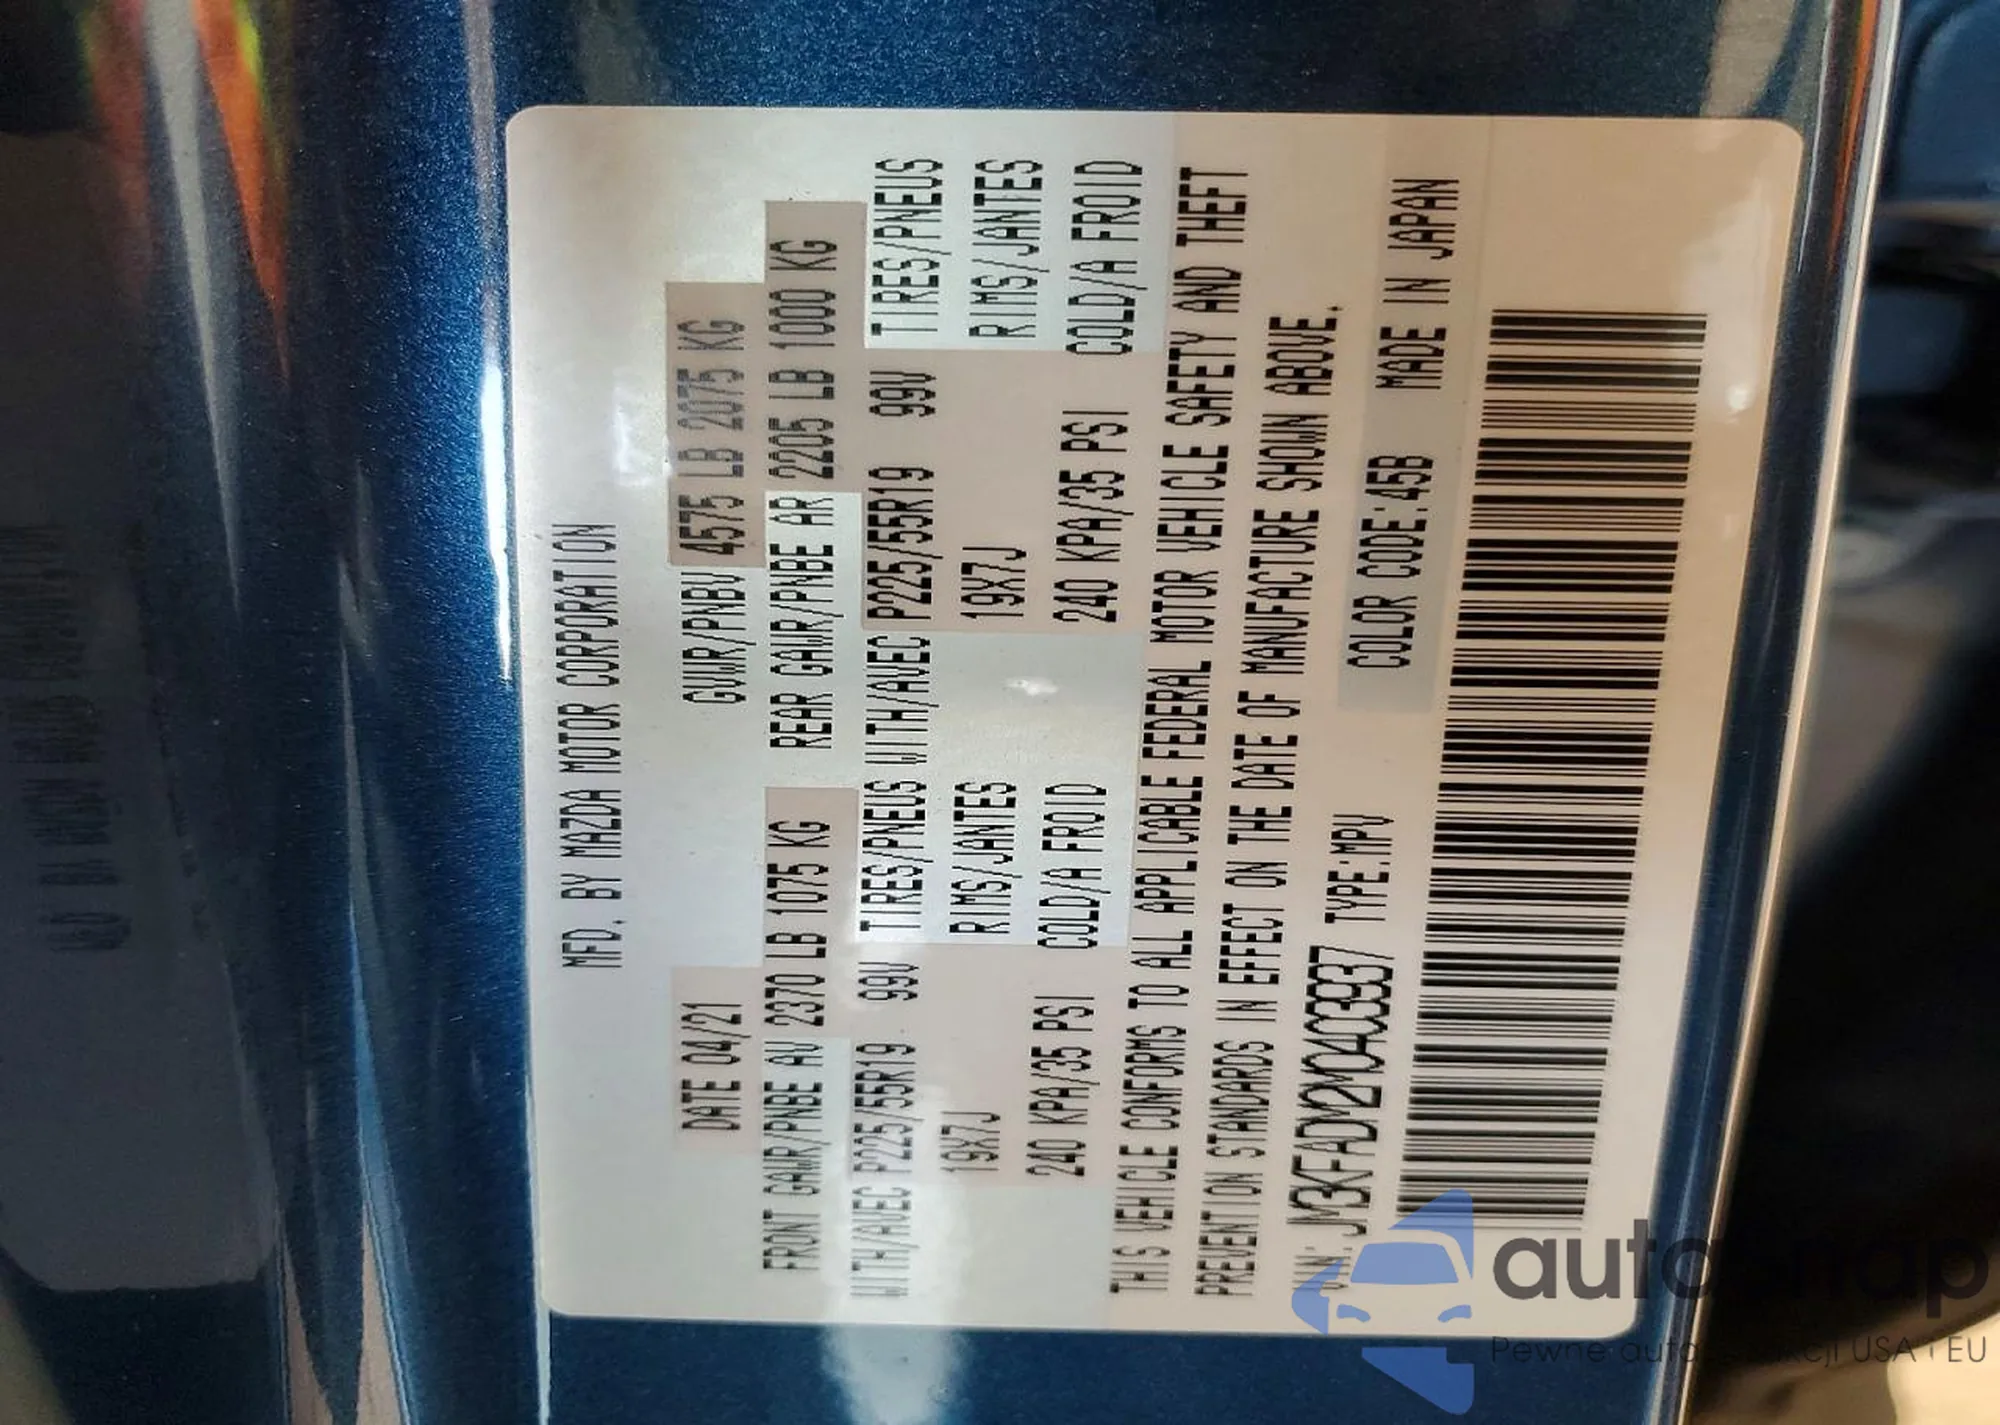 MFD. BY MAZDA MOTOR CORPORATION
DATE 04/21 GVWR/PNBV 4575 LB 2075 KG
FRONT GAWR/PNBE AV 2370 LB 1075 KG REAR GAWR/PNBE AR 2205 LB 1000 KG
WITH/AVEC P225/55R19 99V TIRES/PNEUS WITH/AVEC P225/55R19 99V TIRES/PNEUS
19X7J RIMS/JANTES 19X7J RIMS/JANTES
240 KPA/35 PSI COLD/A FROID 240 KPA/35 PSI COLD/A FROID
THIS VEHICLE CONFORMS TO ALL APPLICABLE FEDERAL MOTOR VEHICLE SAFETY AND THEFT
PREVENTION STANDARDS IN EFFECT ON THE DATE OF MANUFACTURE SHOWN ABOVE.
VIN: JM3KFADM2M0403937 TYPE:MPV COLOR CODE:45B MADE IN JAPAN
Pewne USA i EU